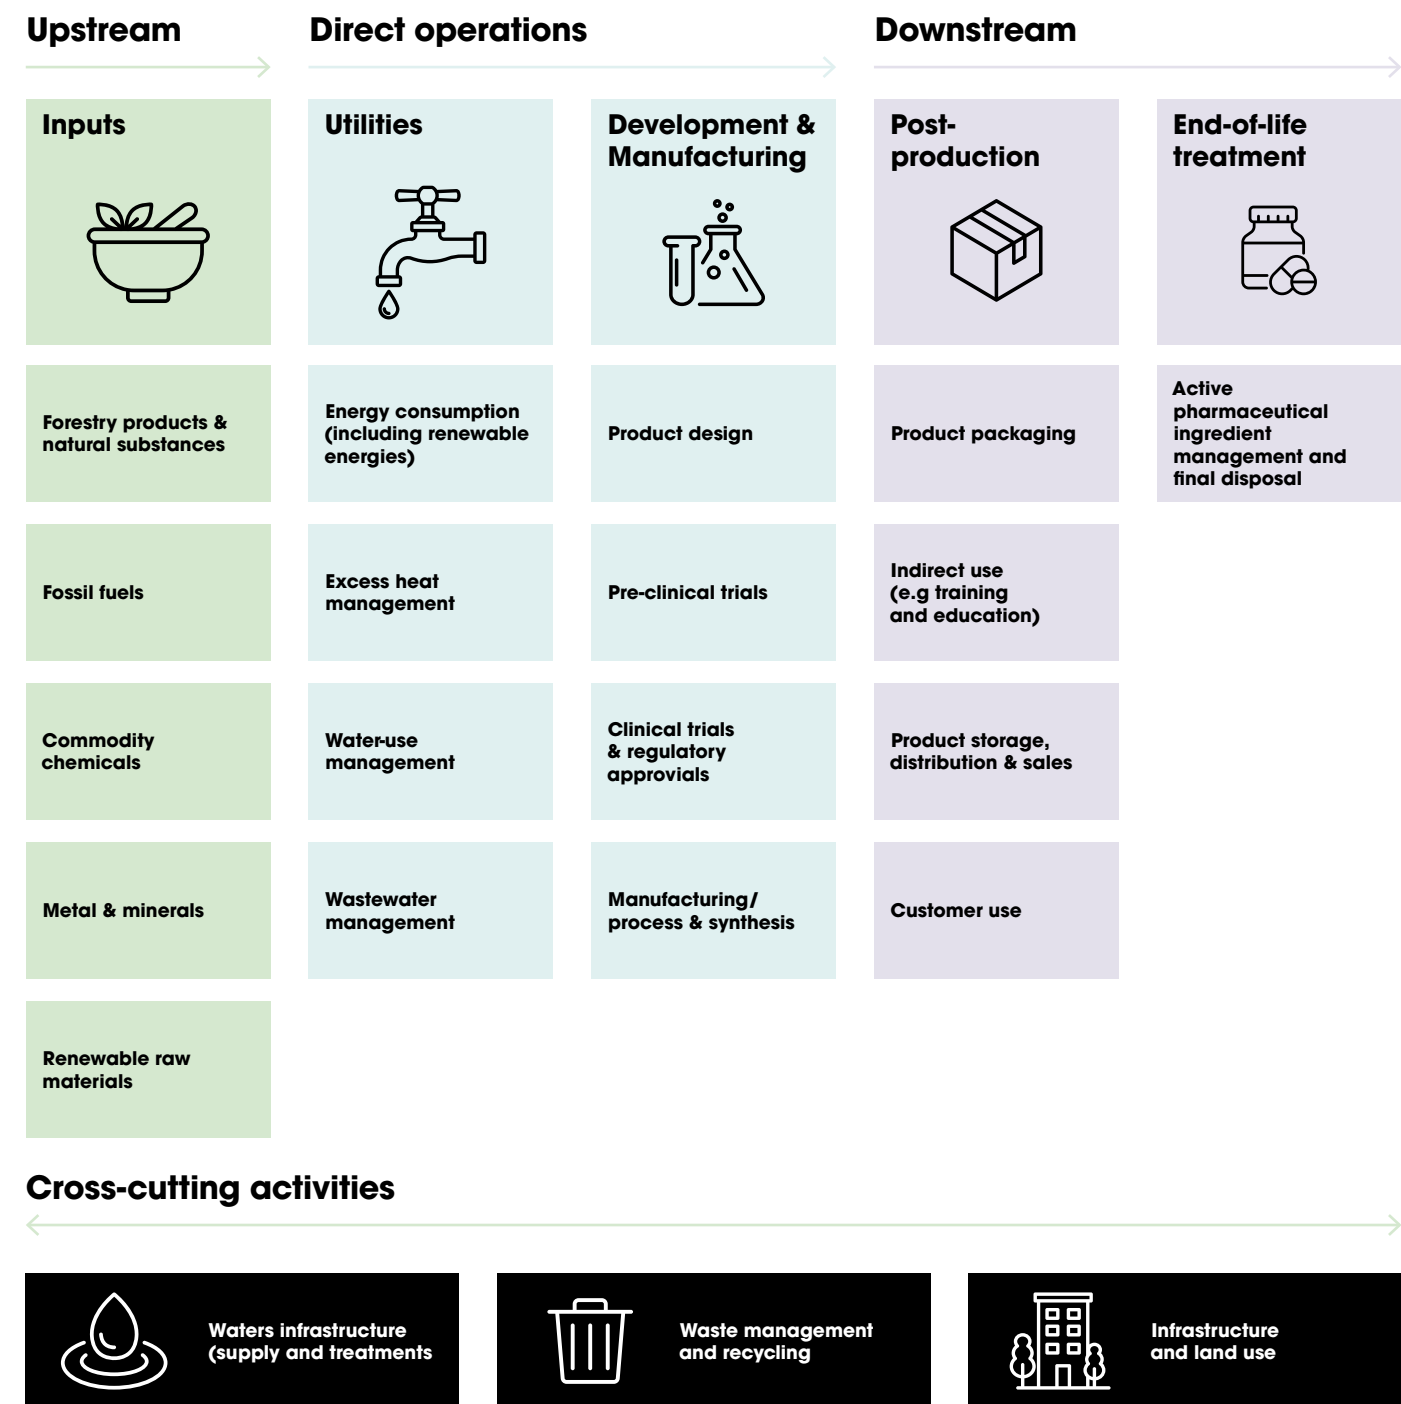 Upstream
Direct operations
Downstream
Inputs
Utilities
Development &
Manufacturing
Post-
production
End-of-life
treatment
Forestry products &
natural substances
Energy consumption
(including renewable
energies)
Product design
Product packaging
Active
pharmaceutical
ingredient
management and
final disposal
Fossil fuels
Excess heat
management
Pre-clinical trials
Indirect use
(e.g training
and education)
Commodity
chemicals
Water-use
management
Clinical trials
& regulatory
approvials
Product storage,
distribution & sales
Metal & minerals
Wastewater
management
Manufacturing/
process & synthesis
Customer use
Renewable raw
materials
Cross-cutting activities
Waters infrastructure
(supply and treatments
Waste management
and recycling
Infrastructure
and land use